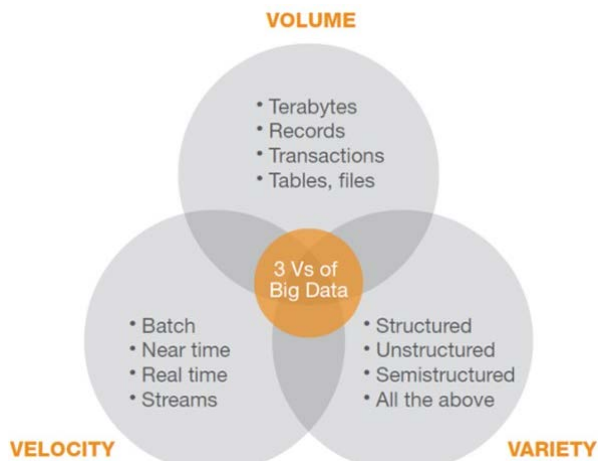 VOLUME
• Terabytes
• Records
• Transactions
• Tables, files
3 Vs of
Big Data
• Batch
• Near time
• Real time
• Streams
• Structured
• Unstructured
• Semistructured
• All the above
VELOCITY
VARIETY